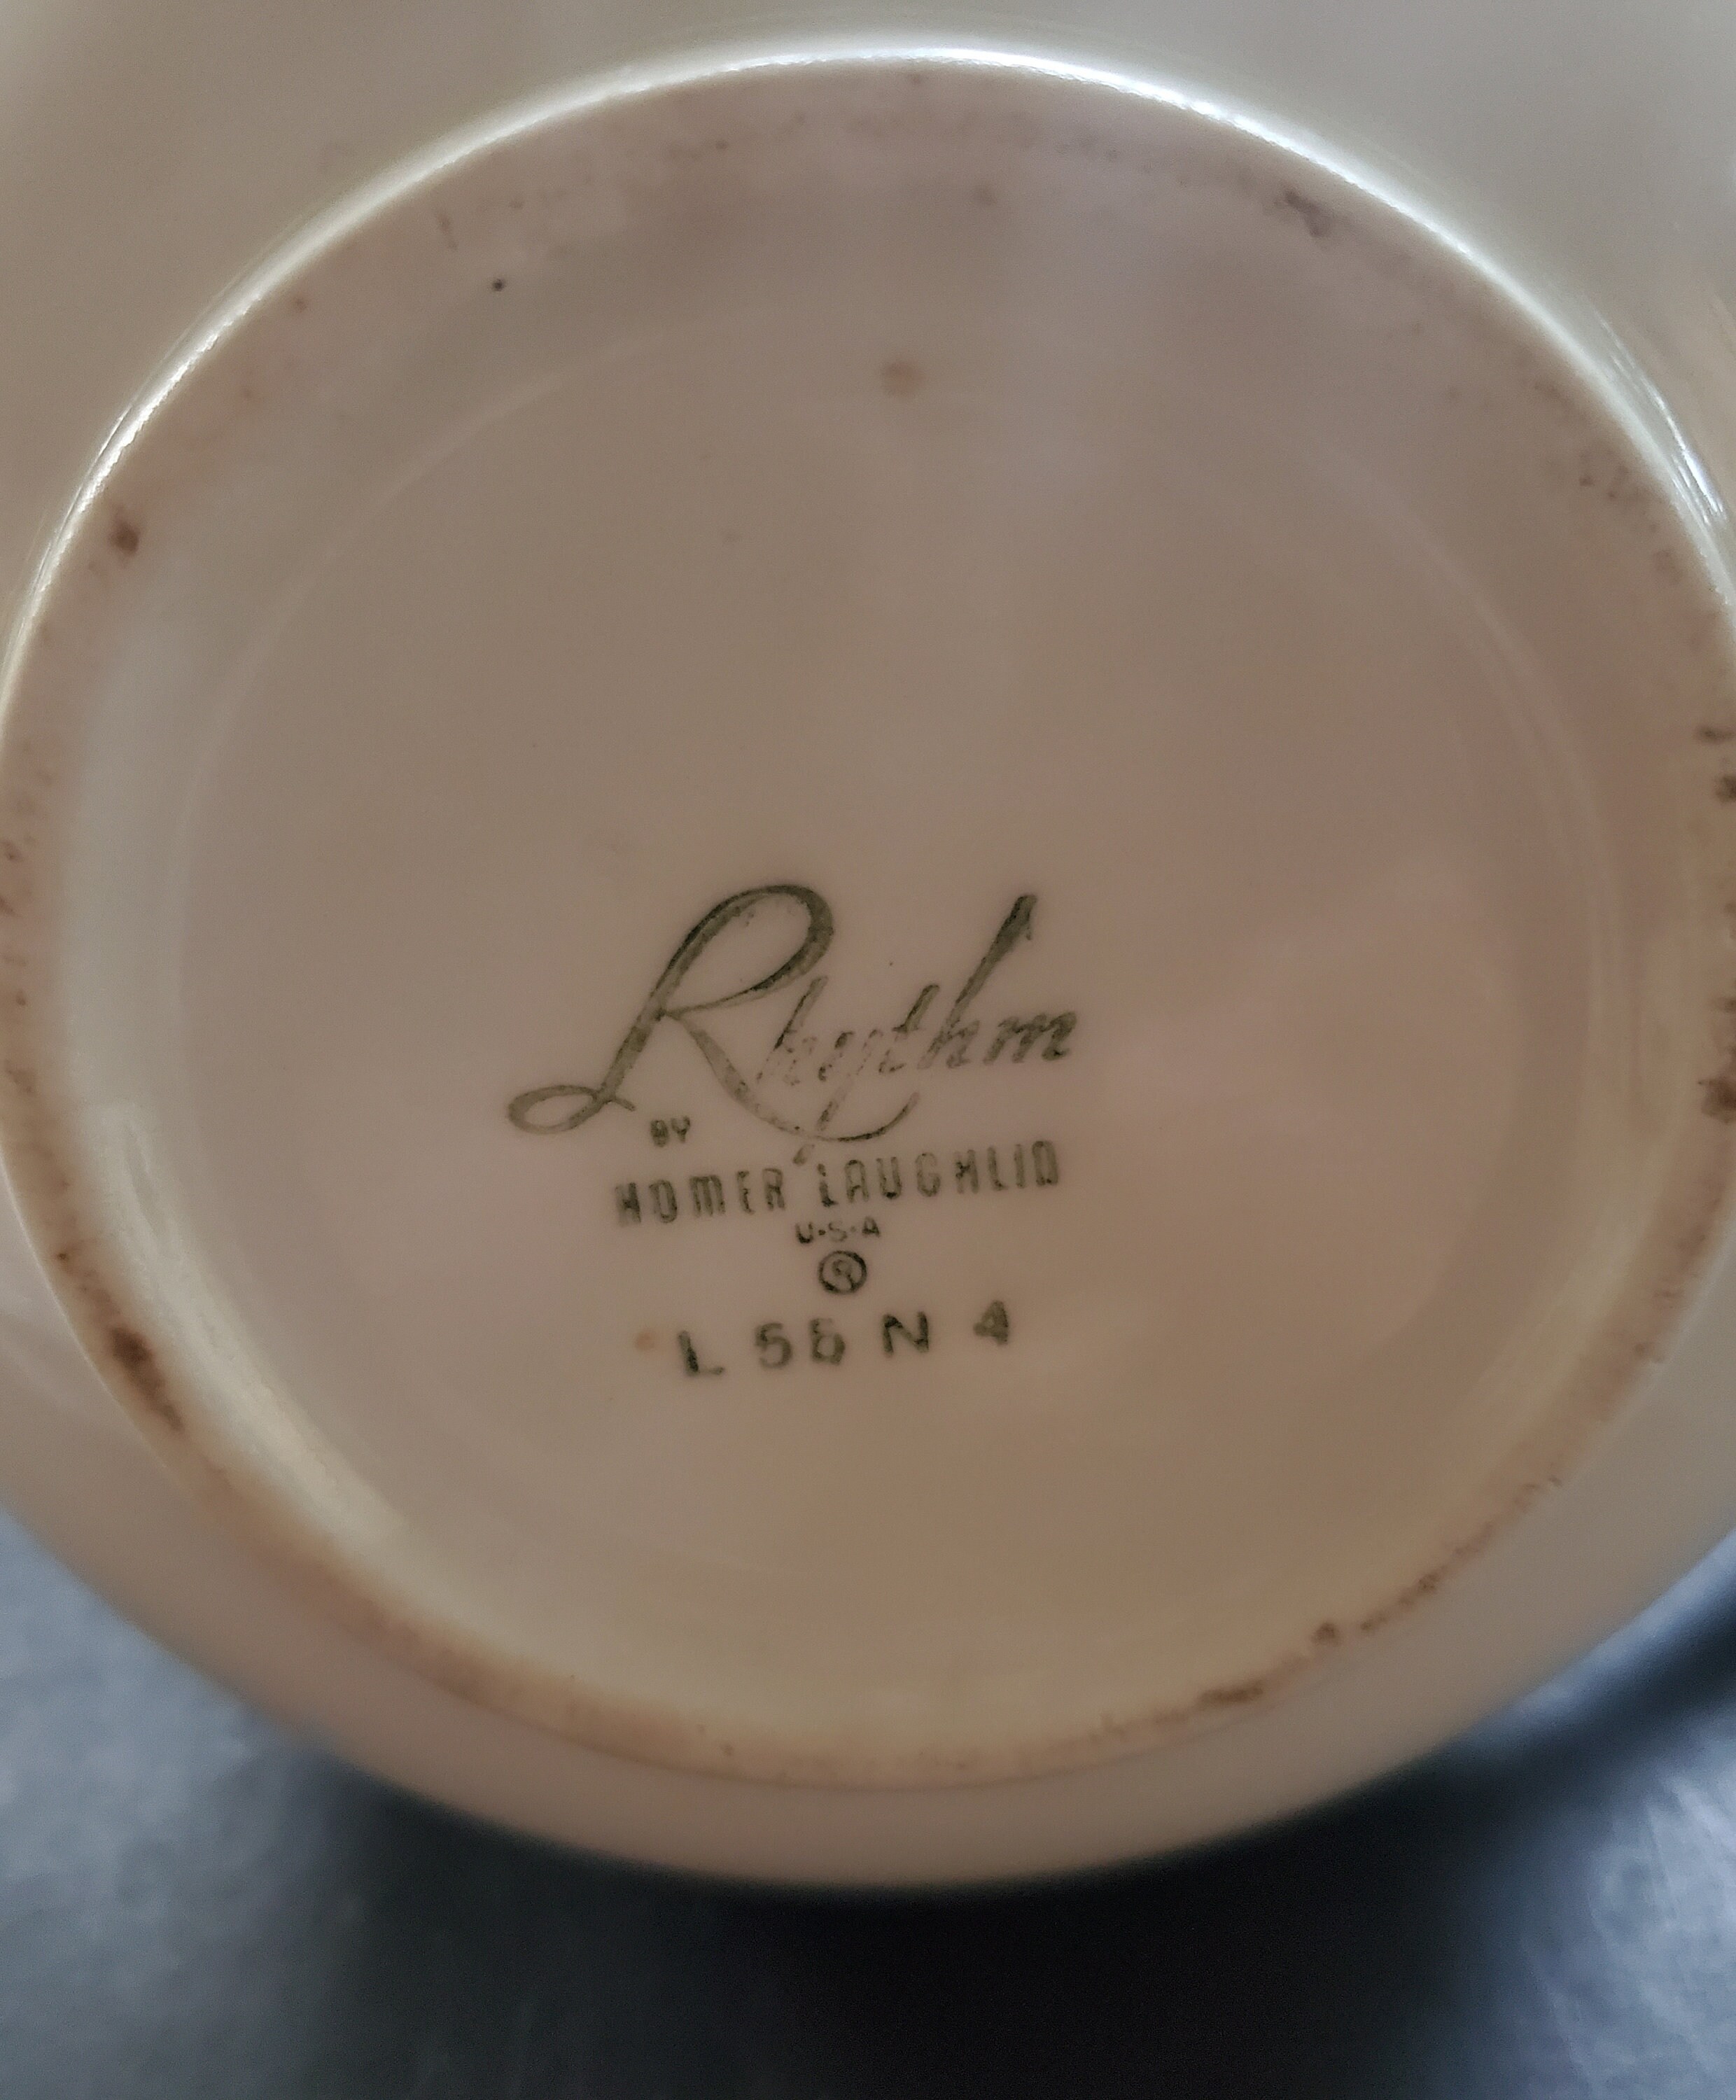 Rhythm
BY
HOMER LAUGHLIN
U·S·A
®
L 55 N 4